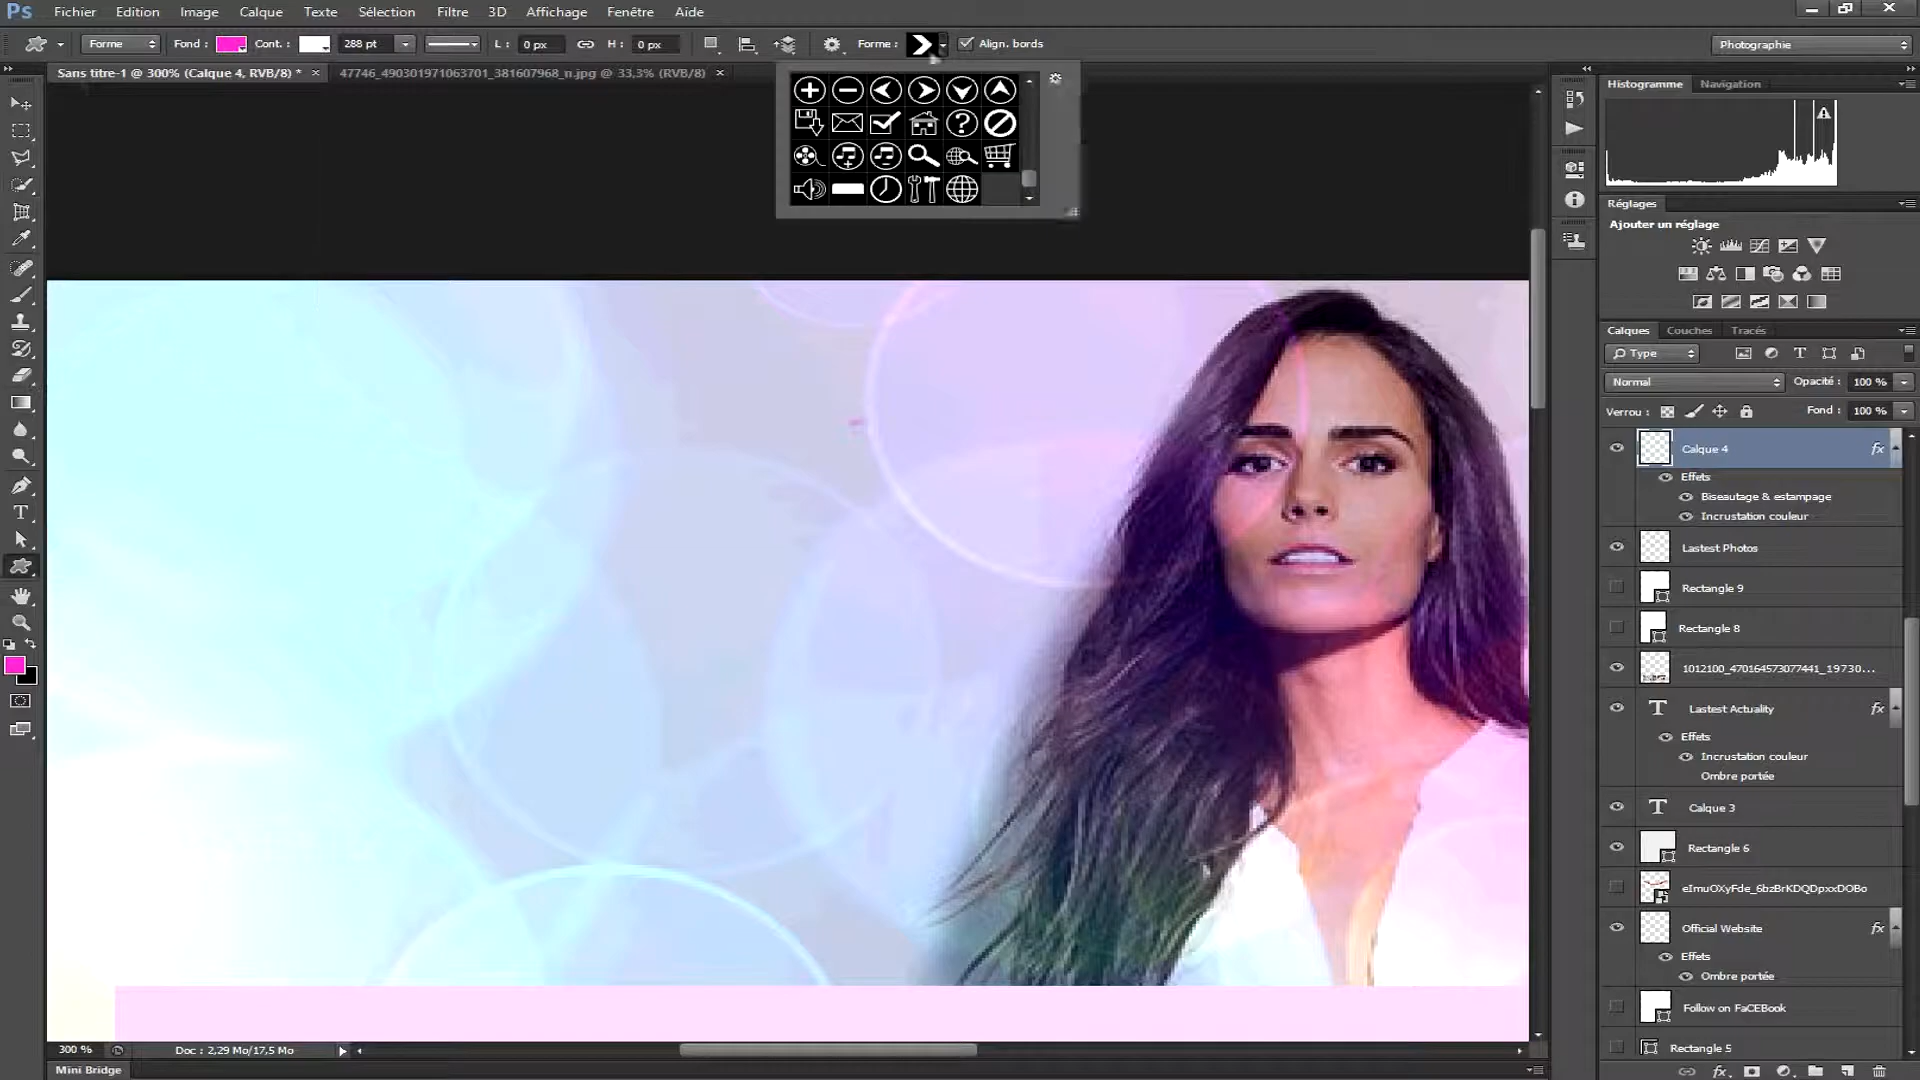 Ps Fichier Edition Image Calque Texte Sélection Filtre 3D Affichage Fenêtre Aide
Forme Fond : Cont. : 288 pt L : 0 px H : 0 px Forme : Align. bords Photographie
Sans titre-1 @ 300% (Calque 4, RVB/8) * × 47746_490301971063701_381607968_n.jpg @ 33,3% (RVB/8) ×
Histogramme Navigation
Réglages
Ajouter un réglage
Calques Couches Tracés
Type
Normal Opacité : 100 %
Verrou : Fond : 100 %
Calque 4 fx
Effets
Biseautage & estampage
Incrustation couleur
Lastest Photos
Rectangle 9
Rectangle 8
1012100_470164573077441_19730...
T Lastest Actuality fx
Effets
Incrustation couleur
Ombre portée
T Calque 3
Rectangle 6
eImuOXyFde_6bzBrKDQDpxxDOBo
Official Website fx
Effets
Ombre portée
Follow on FaCEBook
Rectangle 5
300 % Doc : 2,29 Mo/17,5 Mo
Mini Bridge